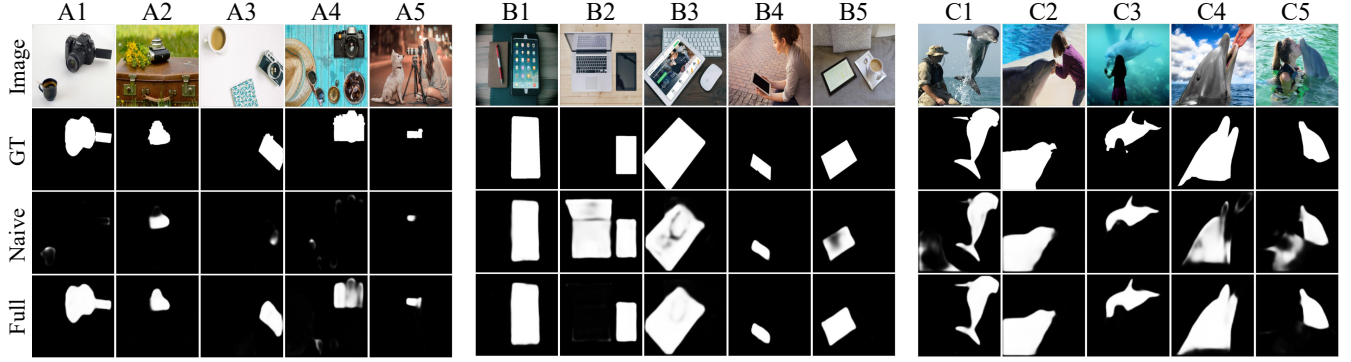 A1 A2 A3 A4 A5 B1 B2 B3 B4 B5 C1 C2 C3 C4 C5
Image
GT
Naive
Full